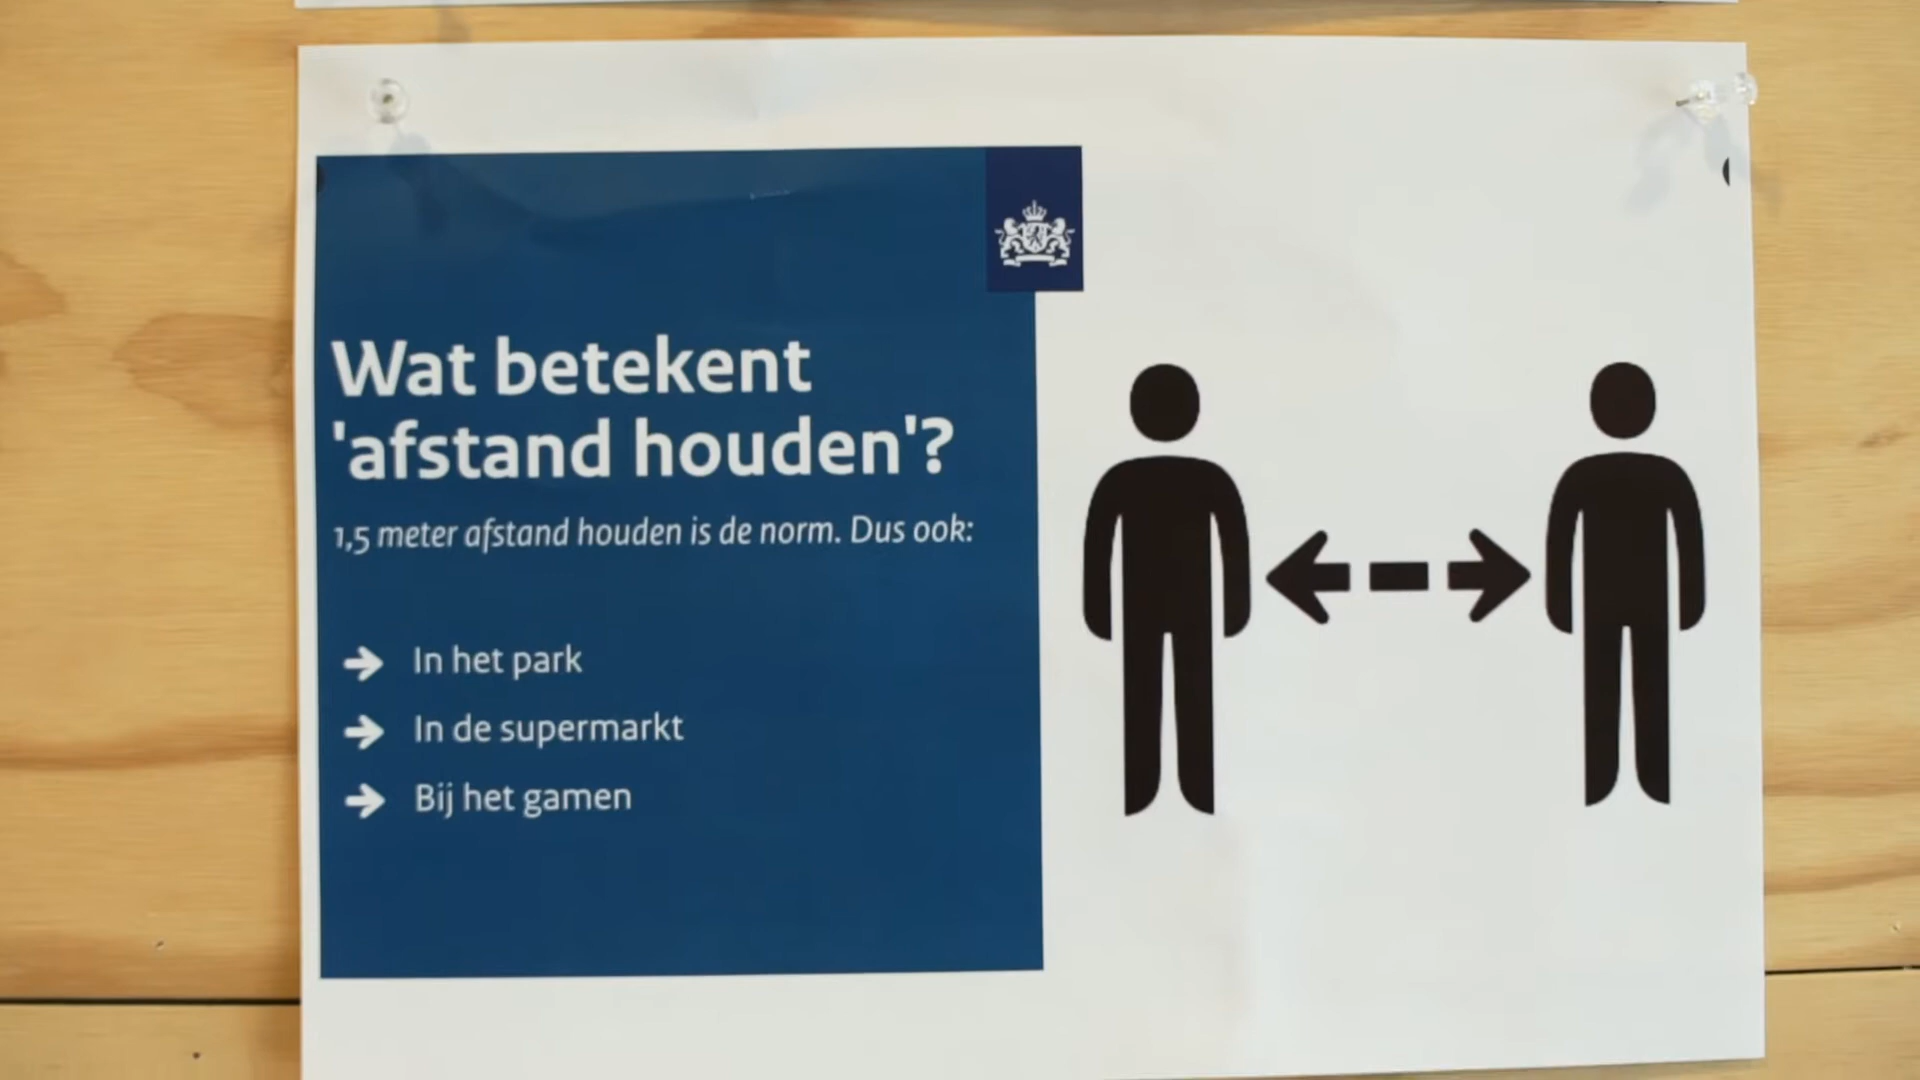 Wat betekent
'afstand houden'?
1,5 meter afstand houden is de norm. Dus ook:
In het park
In de supermarkt
Bij het gamen